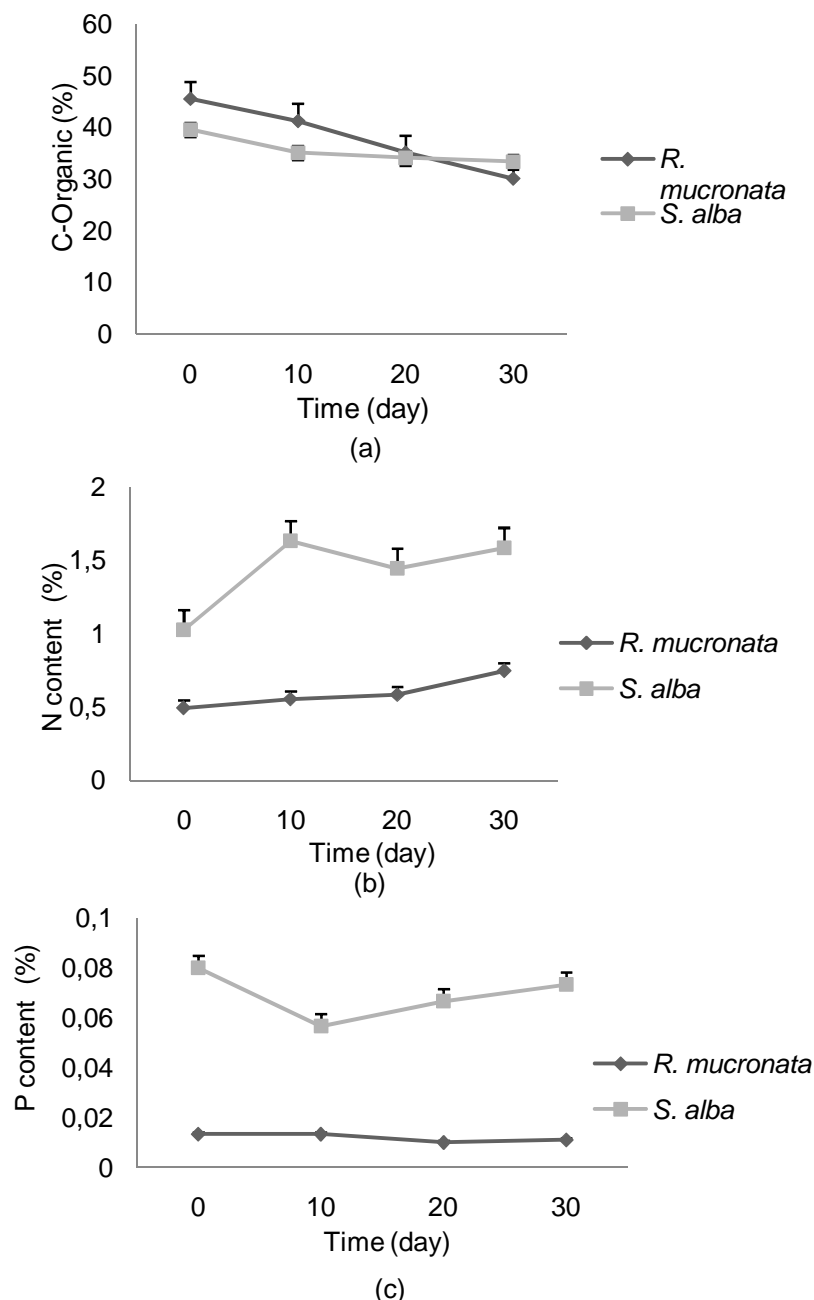 60
50
40
30
20
10
0
C-Organic (%)
0 10 20 30
Time (day)
R.
mucronata
S. alba
(a)
2
1,5
1
0,5
0
N content (%)
0 10 20 30
Time (day)
R. mucronata
S. alba
(b)
0,1
0,08
0,06
0,04
0,02
0
P content (%)
0 10 20 30
Time (day)
R. mucronata
S. alba
(c)